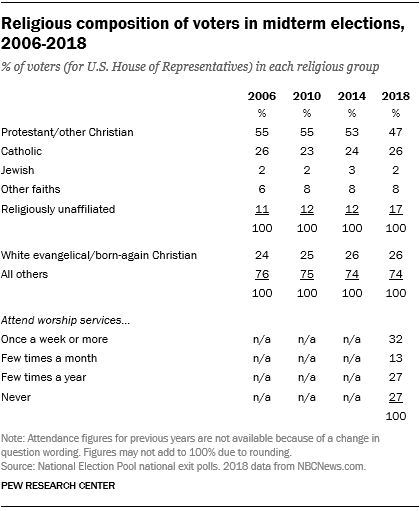 Religious composition of voters in midterm elections,
2006-2018
% of voters (for U.S. House of Representatives) in each religious group
2006 2010 2014 2018
% % % %
Protestant/other Christian 55 55 53 47
Catholic 26 23 24 26
Jewish 2 2 3 2
Other faiths 6 8 8 8
Religiously unaffiliated 11 12 12 17
100 100 100 100
White evangelical/born-again Christian 24 25 26 26
All others 76 75 74 74
100 100 100 100
Attend worship services...
Once a week or more n/a n/a n/a 32
Few times a month n/a n/a n/a 13
Few times a year n/a n/a n/a 27
Never n/a n/a n/a 27
100
Note: Attendance figures for previous years are not available because of a change in
question wording. Figures may not add to 100% due to rounding.
Source: National Election Pool national exit polls. 2018 data from NBCNews.com.
PEW RESEARCH CENTER